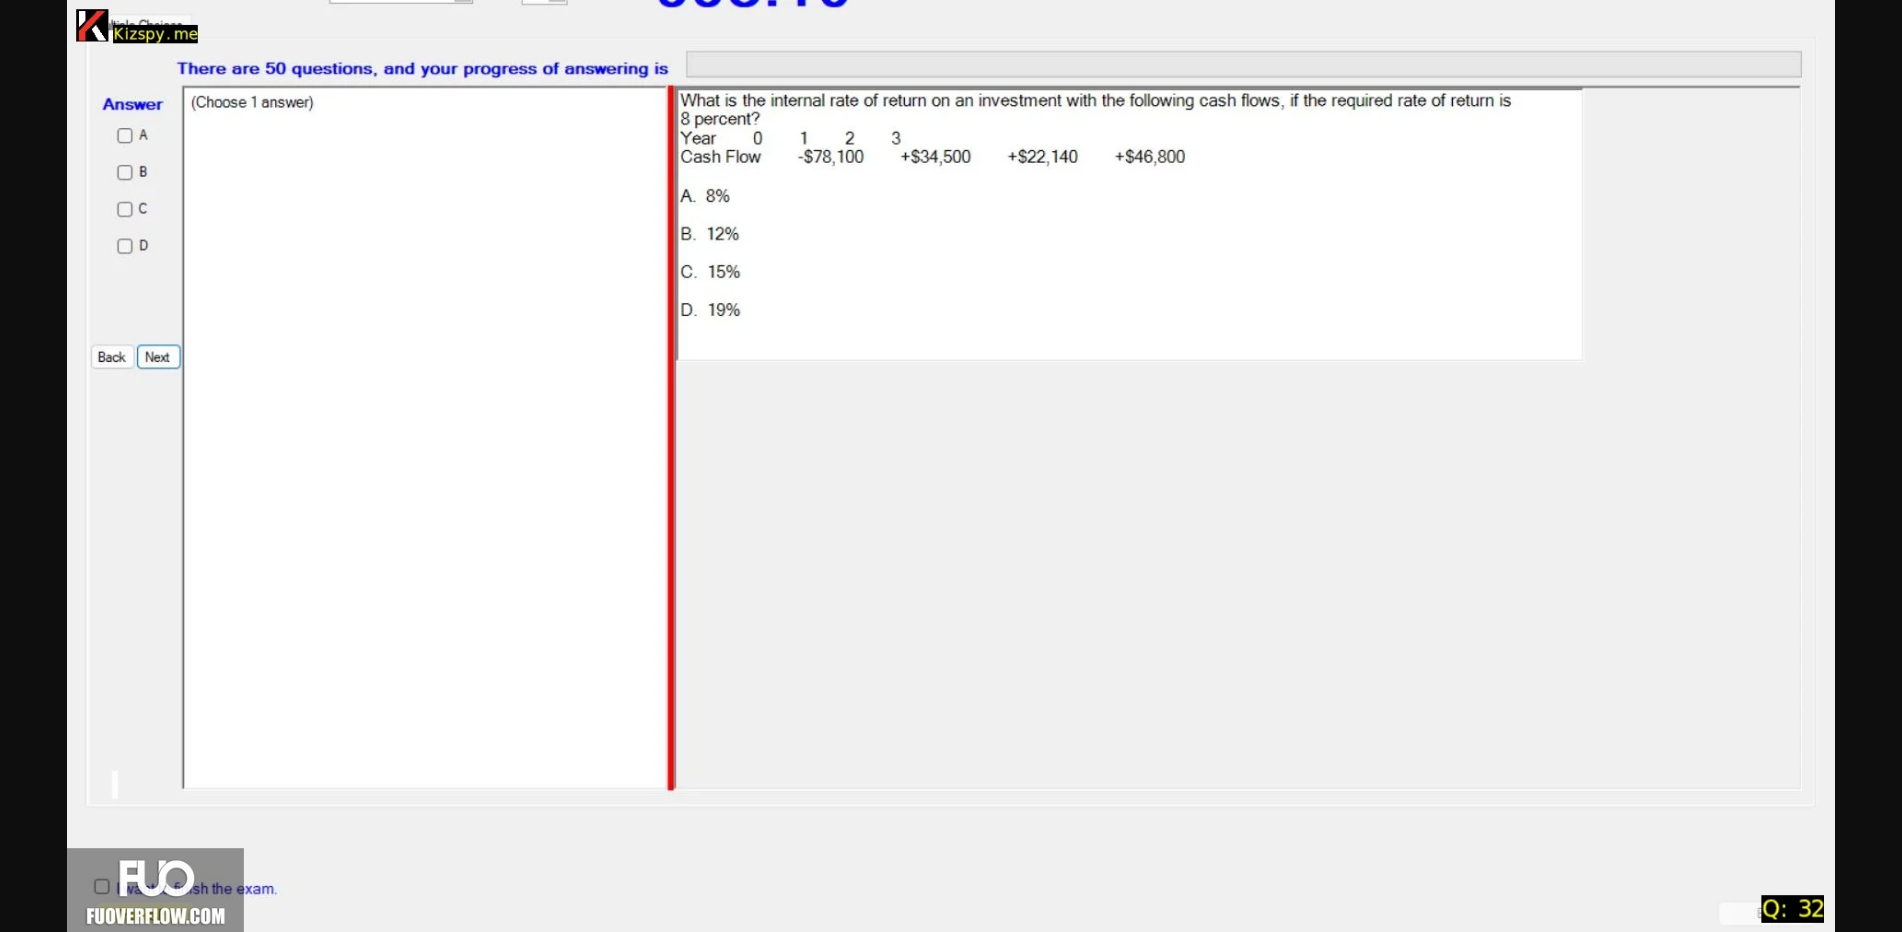 Kizspy.me
There are 50 questions, and your progress of answering is
Answer
(Choose 1 answer)
A
B
C
D
Back Next
What is the internal rate of return on an investment with the following cash flows, if the required rate of return is
8 percent?
Year 0 1 2 3
Cash Flow -$78,100 +$34,500 +$22,140 +$46,800
A. 8%
B. 12%
C. 15%
D. 19%
FUO
the exam.
FUOVERFLOW.COM
Q: 32